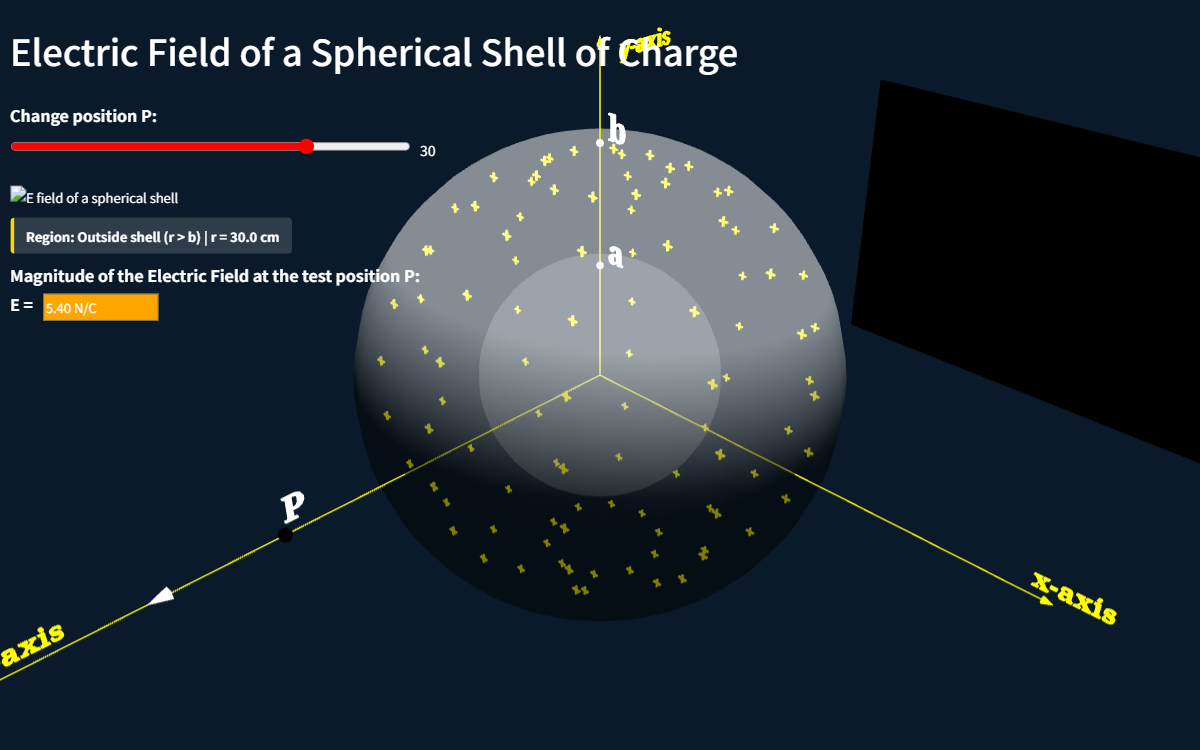 Electric Field of a Spherical Shell of Charge
Change position P:
30
E field of a spherical shell
Region: Outside shell (r > b) | r = 30.0 cm
Magnitude of the Electric Field at the test position P:
E = 5.40 N/C
b
a
P
x-axis
axis